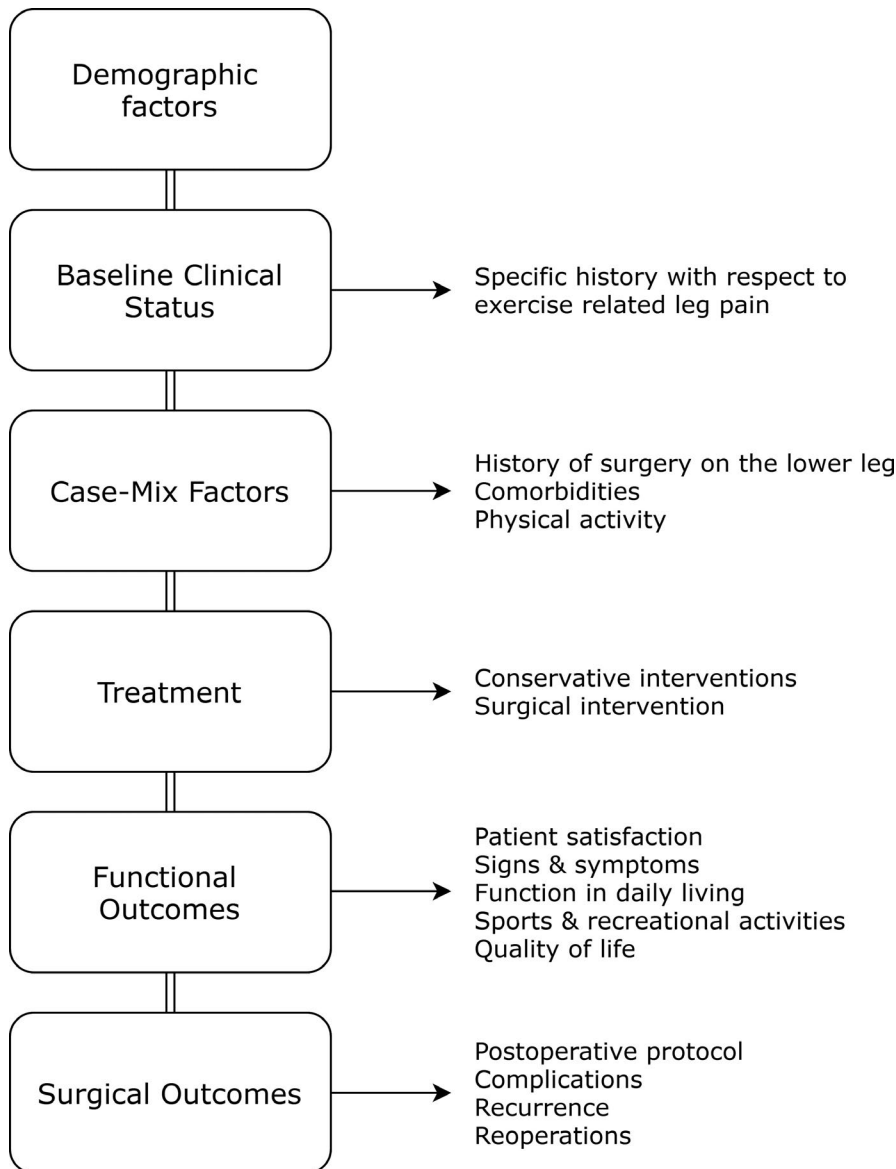 Demographic
factors
Baseline Clinical
Status
Specific history with respect to
exercise related leg pain
Case-Mix Factors
History of surgery on the lower leg
Comorbidities
Physical activity
Treatment
Conservative interventions
Surgical intervention
Functional
Outcomes
Patient satisfaction
Signs & symptoms
Function in daily living
Sports & recreational activities
Quality of life
Surgical Outcomes
Postoperative protocol
Complications
Recurrence
Reoperations